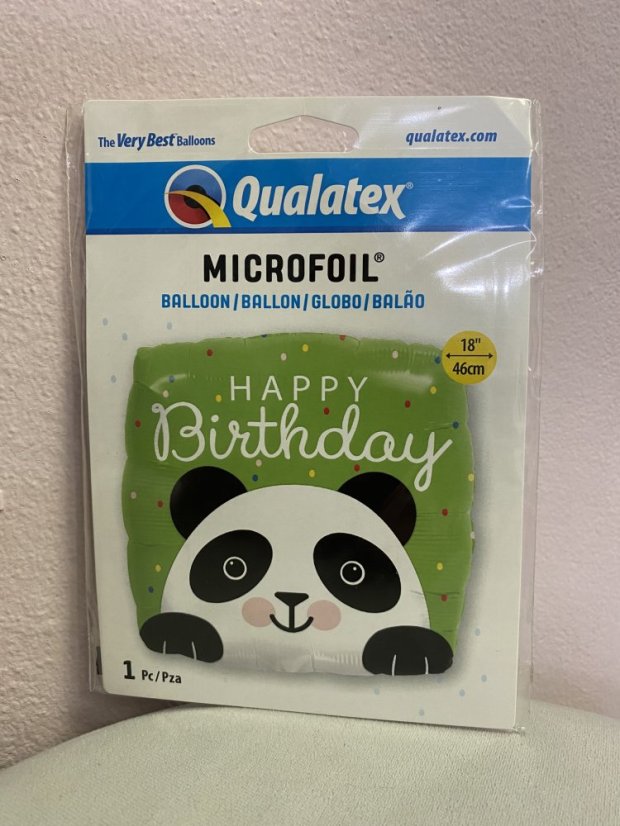 The Very Best Balloons
qualatex.com
Qualatex®
MICROFOIL®
BALLOON/BALLON/GLOBO/BALÃO
18"
46cm
HAPPY
Birthday
1 Pc/Pza